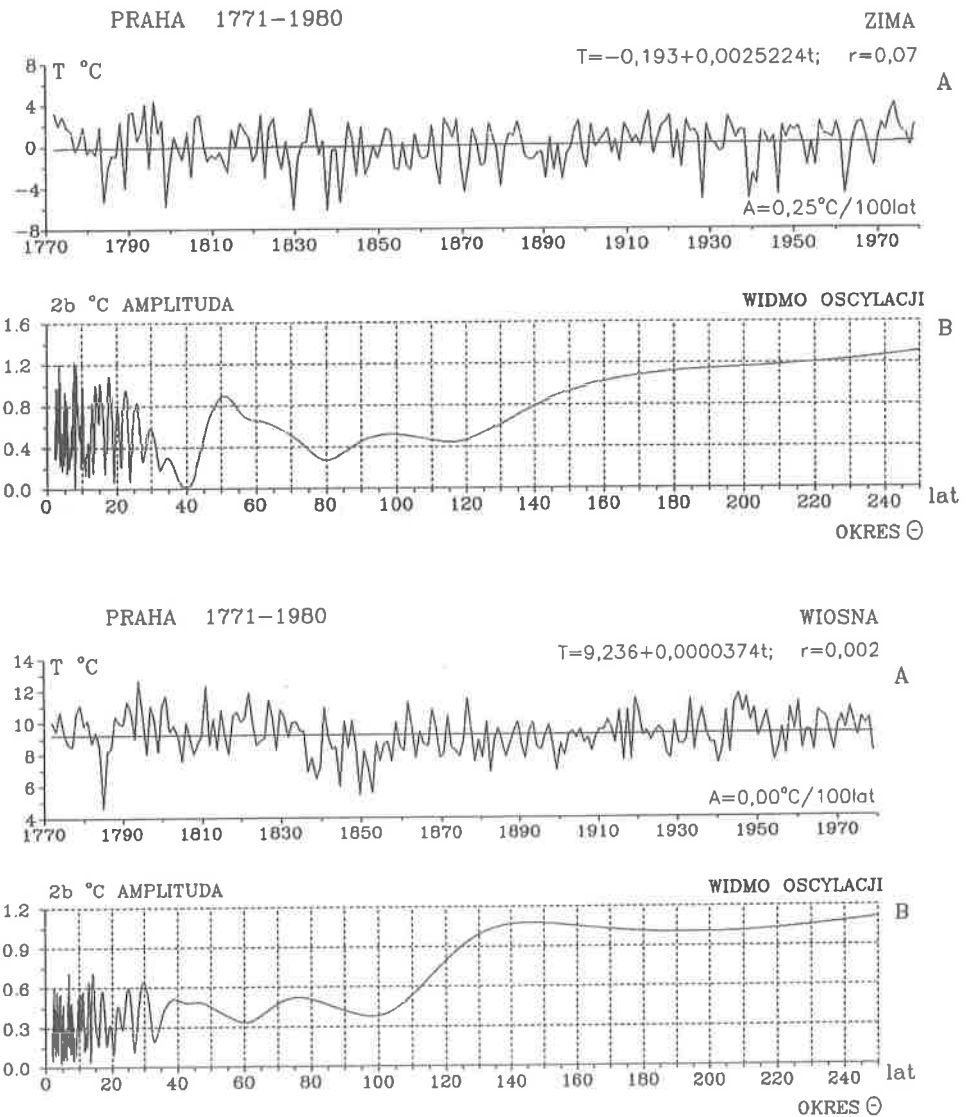 PRAHA 1771-1980 ZIMA
T=-0,193+0,0025224t; r=0,07
T °C
A
8
4
0
-4
-8
A=0,25°C/100lat
1770 1790 1810 1830 1850 1870 1890 1910 1930 1950 1970
2b °C AMPLITUDA WIDMO OSCYLACJI
B
1.6
1.2
0.8
0.4
0.0
0 20 40 60 80 100 120 140 160 180 200 220 240 lat
OKRES Θ
PRAHA 1771-1980 WIOSNA
T=9,236+0,0000374t; r=0,002
T °C
A
14
12
10
8
6
4
A=0,00°C/100lat
1770 1790 1810 1830 1850 1870 1890 1910 1930 1950 1970
2b °C AMPLITUDA WIDMO OSCYLACJI
B
1.2
0.9
0.6
0.3
0.0
0 20 40 60 80 100 120 140 160 180 200 220 240 lat
OKRES Θ